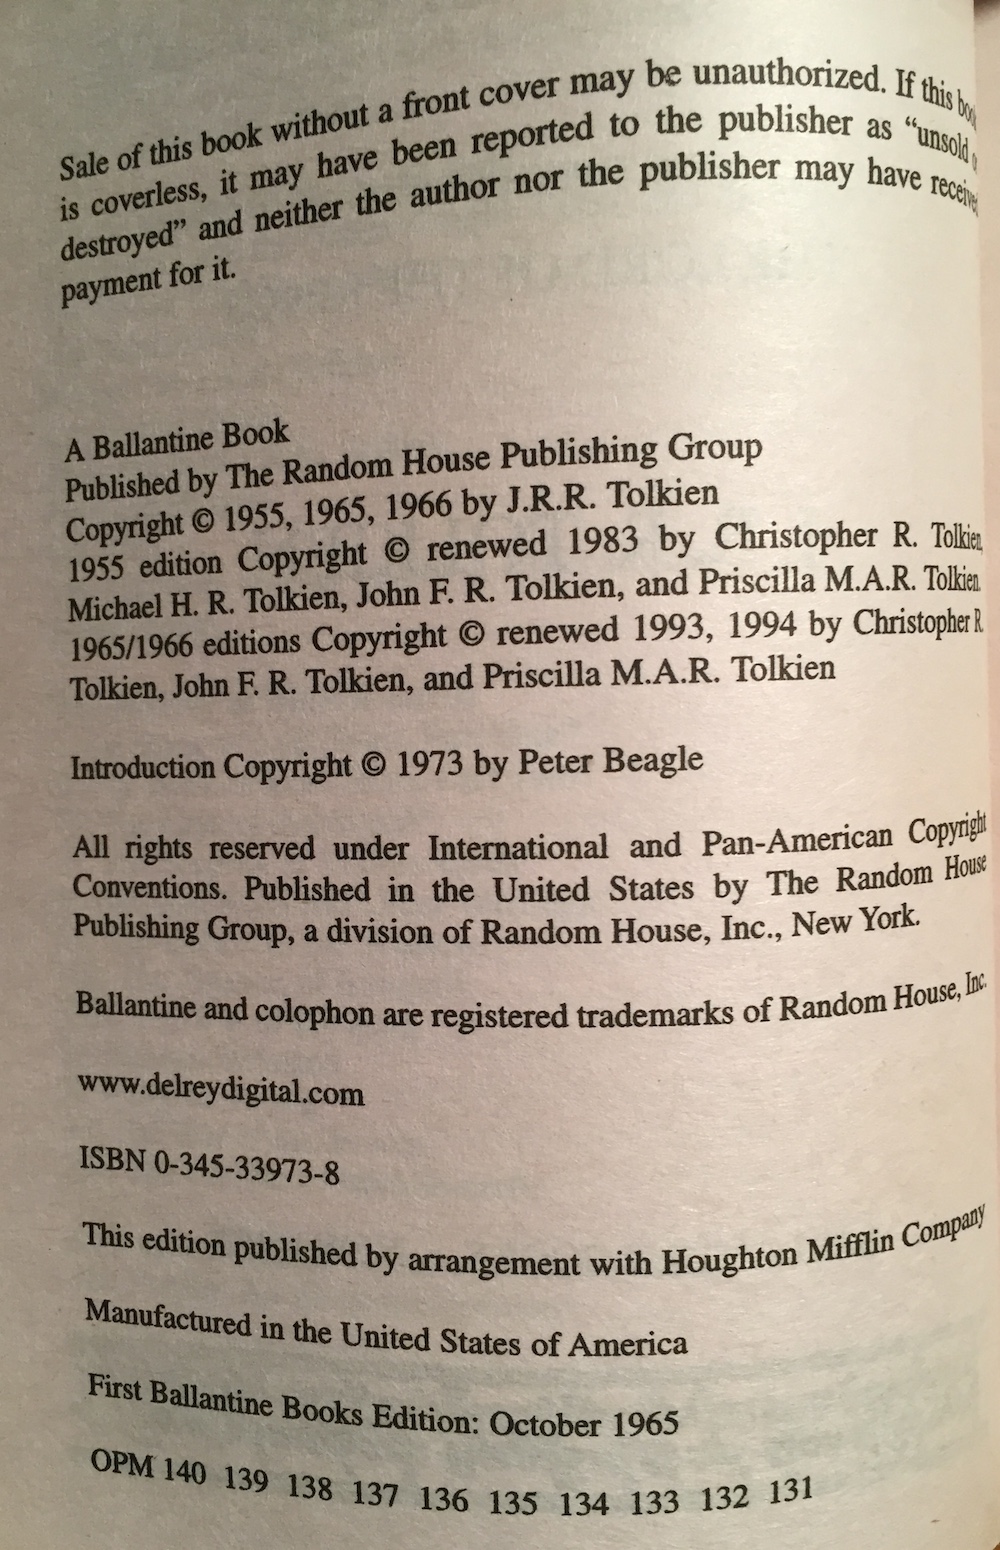 Sale of this book without a front cover may be unauthorized. If this
is coverless, it may have been reported to the publisher as “unsold
destroyed” and neither the author nor the publisher may have
payment for it.
A Ballantine Book
Published by The Random House Publishing Group
Copyright © 1955, 1965, 1966 by J.R.R. Tolkien
1955 edition Copyright © renewed 1983 by Christopher R. Tolkien,
Michael H. R. Tolkien, John F. R. Tolkien, and Priscilla M.A.R. Tolkien.
1965/1966 editions Copyright © renewed 1993, 1994 by Christopher R.
Tolkien, John F. R. Tolkien, and Priscilla M.A.R. Tolkien
Introduction Copyright © 1973 by Peter Beagle
All rights reserved under International and Pan-American Copyright
Conventions. Published in the United States by The Random House
Publishing Group, a division of Random House, Inc., New York.
Ballantine and colophon are registered trademarks of Random House, Inc.
www.delreydigital.com
ISBN 0-345-33973-8
This edition published by arrangement with Houghton Mifflin Company
Manufactured in the United States of America
First Ballantine Books Edition: October 1965
OPM 140 139 138 137 136 135 134 133 132 131